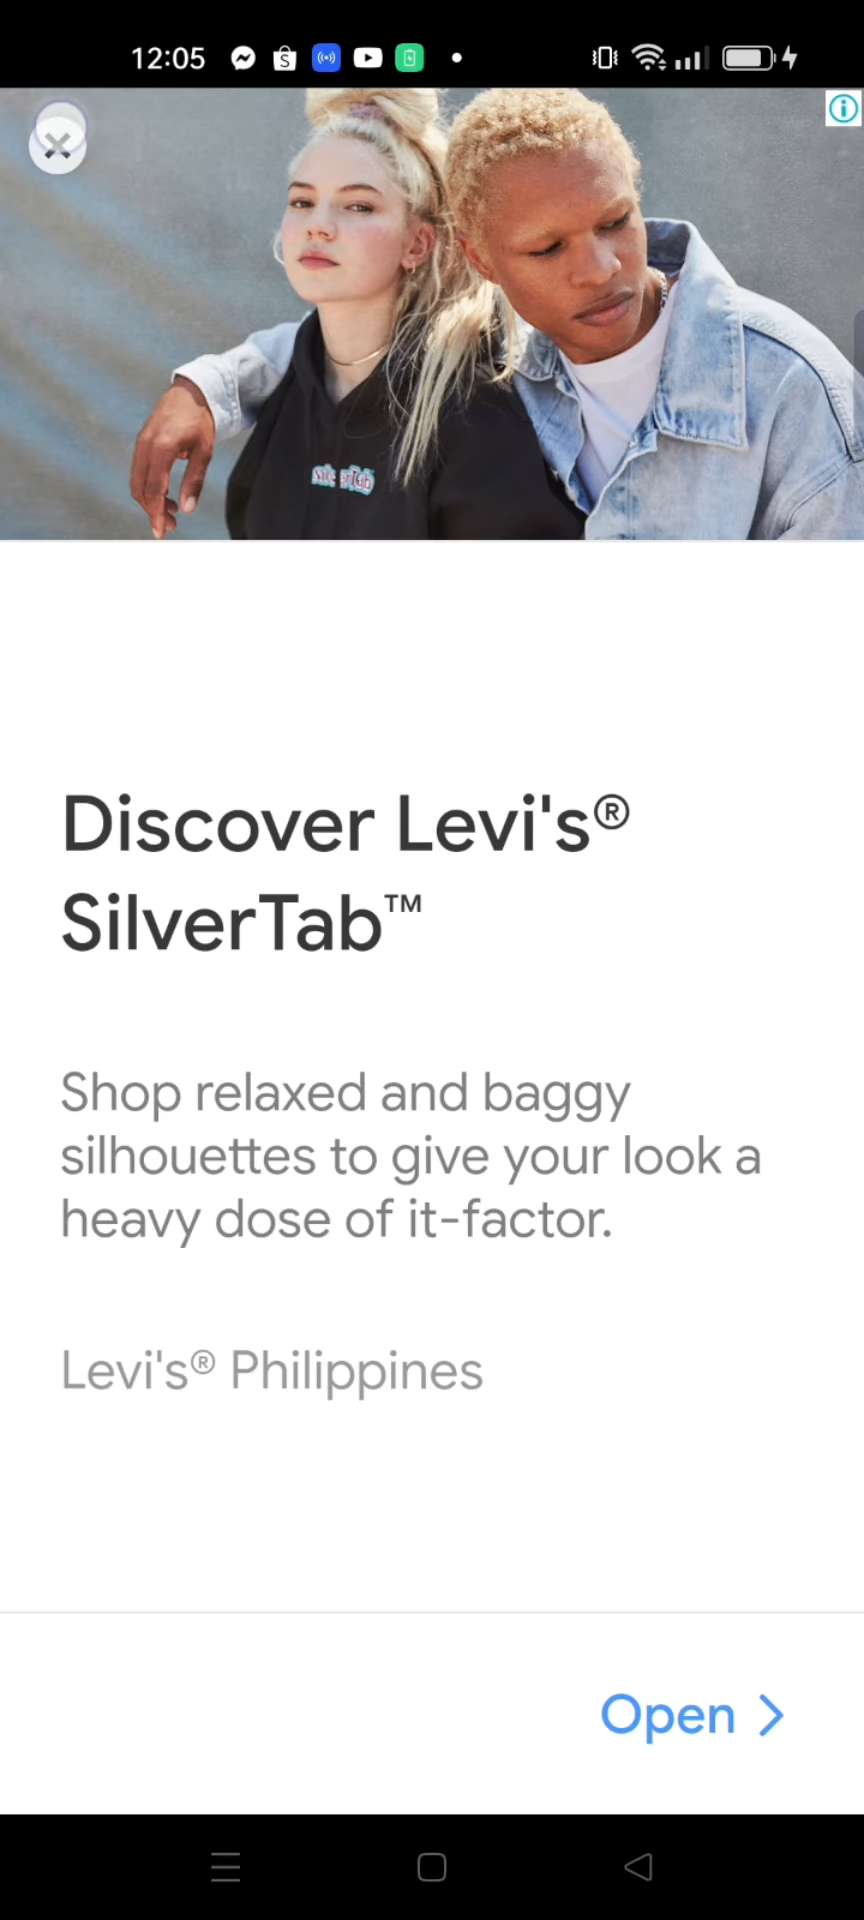 12:05
SilverTab
Discover Levi's®
SilverTab™
Shop relaxed and baggy
silhouettes to give your look a
heavy dose of it-factor.
Levi's® Philippines
Open